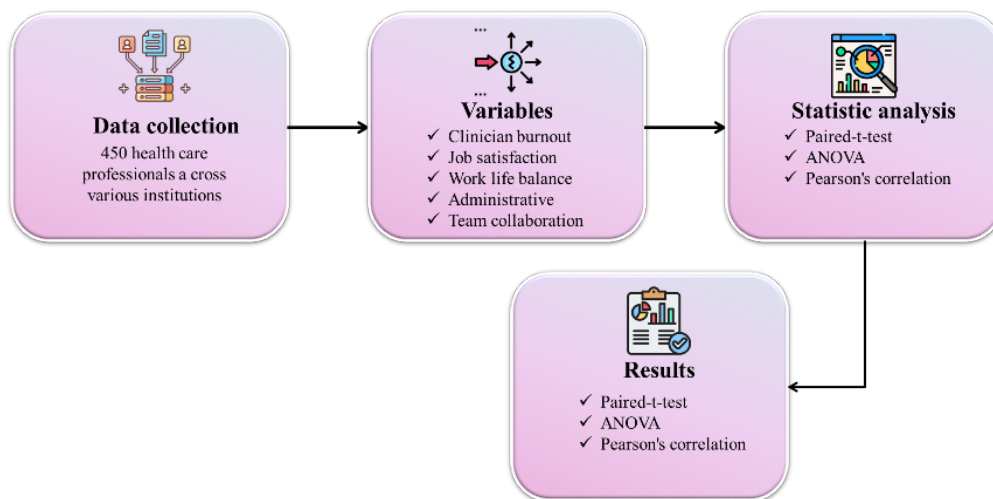 Data collection
450 health care
professionals a cross
various institutions
...
...
Variables
✓ Clinician burnout
✓ Job satisfaction
✓ Work life balance
✓ Administrative
✓ Team collaboration
Statistic analysis
✓ Paired-t-test
✓ ANOVA
✓ Pearson's correlation
Results
✓ Paired-t-test
✓ ANOVA
✓ Pearson's correlation